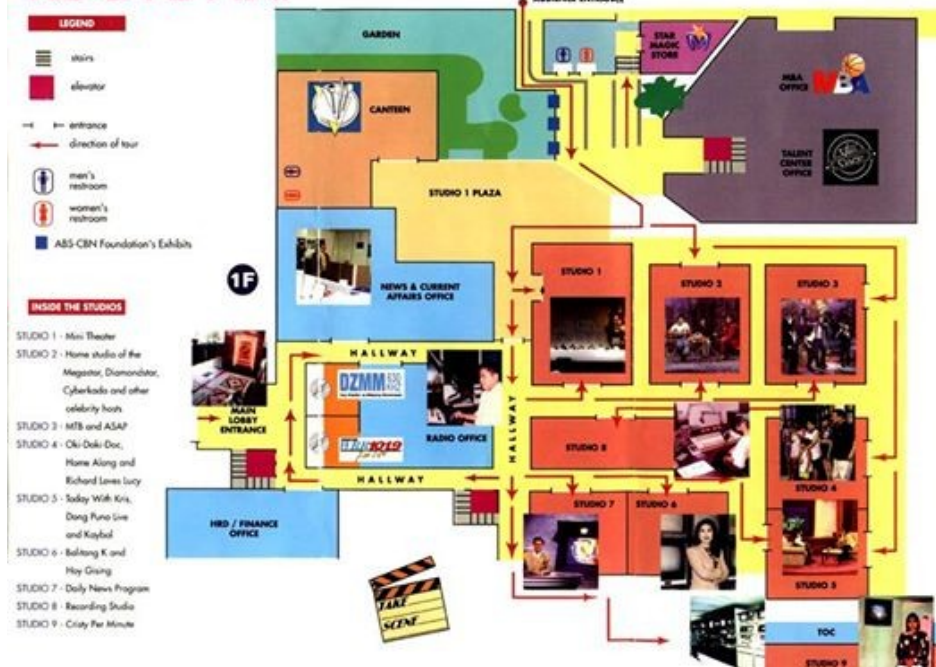 LEGEND
stairs
elevator
entrance
direction of tour
men's
restroom
women's
restroom
ABS-CBN Foundation's Exhibits
1F
INSIDE THE STUDIOS
STUDIO 1 - Mini Theater
STUDIO 2 - Home studio of the
Megastar, Diamondstar,
Cyberkada and other
celebrity hosts
STUDIO 3 - MTB and ASAP
STUDIO 4 - Oki-Doki-Doc,
Home Along and
Richard Loves Lucy
STUDIO 5 - Today With Kris,
Dong Puno Live
and Kaybol
STUDIO 6 - Balitang K and
Hoy Gising
STUDIO 7 - Daily News Program
STUDIO 8 - Recording Studio
STUDIO 9 - Cristy Per Minute
AUDIENCE ENTRANCE
GARDEN
STAR
MAGIC
STORE
MBA
OFFICE
MBA
CANTEEN
TALENT
CENTER
OFFICE
STUDIO 1 PLAZA
NEWS & CURRENT
AFFAIRS OFFICE
STUDIO 1
STUDIO 2
STUDIO 3
HALLWAY
DZMM
RADIO OFFICE
101.9
MAIN
LOBBY
ENTRANCE
HALLWAY
HALLWAY
STUDIO 8
STUDIO 4
HRD / FINANCE
OFFICE
STUDIO 7
STUDIO 6
STUDIO 5
TAKE
SCENE
TOC
STUDIO 9